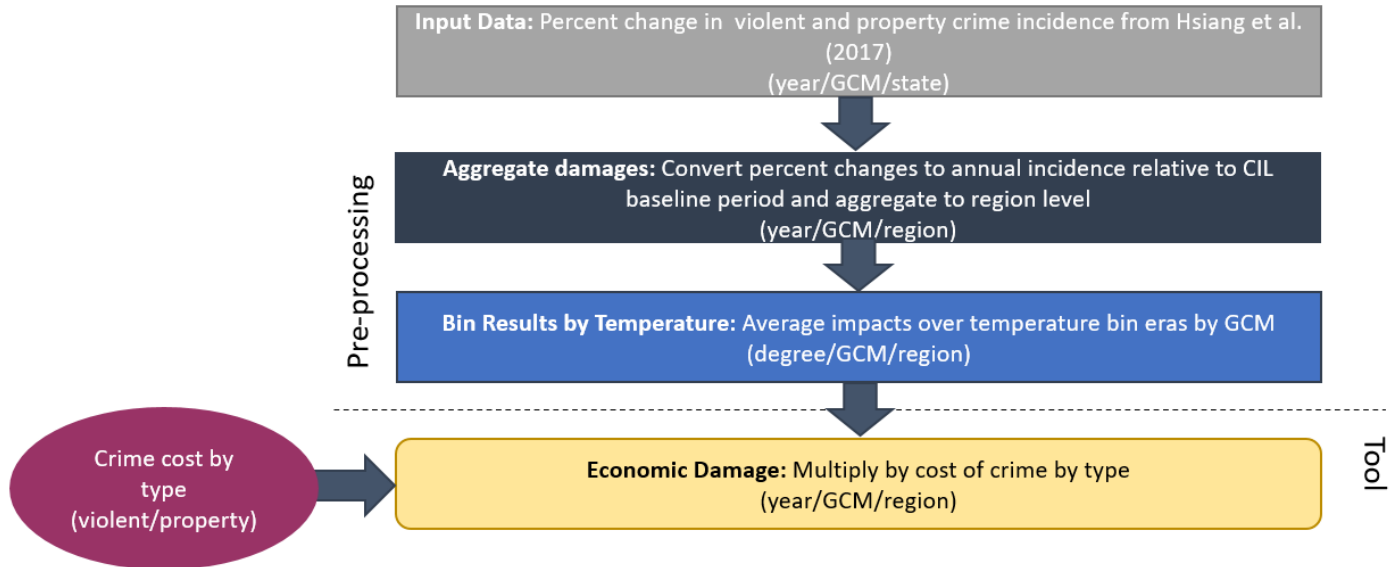 Input Data: Percent change in violent and property crime incidence from Hsiang et al.
(2017)
(year/GCM/state)
Aggregate damages: Convert percent changes to annual incidence relative to CIL
baseline period and aggregate to region level
(year/GCM/region)
Pre-processing
Bin Results by Temperature: Average impacts over temperature bin eras by GCM
(degree/GCM/region)
Crime cost by
type
(violent/property)
Economic Damage: Multiply by cost of crime by type
(year/GCM/region)
Tool